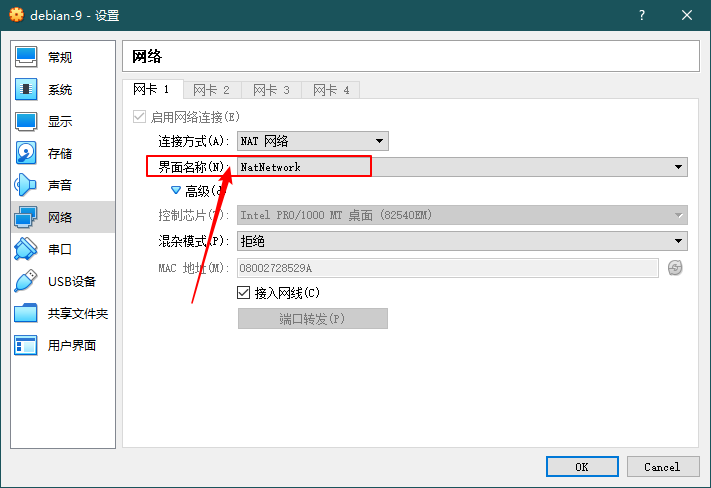 debian-9 - 设置
常规
系统
显示
存储
声音
网络
串口
USB设备
共享文件夹
用户界面
网络
网卡 1 网卡 2 网卡 3 网卡 4
启用网络连接(E)
连接方式(A): NAT 网络
界面名称(N): NatNetwork
高级(d
控制芯片(T): Intel PRO/1000 MT 桌面 (82540EM)
混杂模式(P): 拒绝
MAC 地址(M): 08002728529A
接入网线(C)
端口转发(P)
OK Cancel